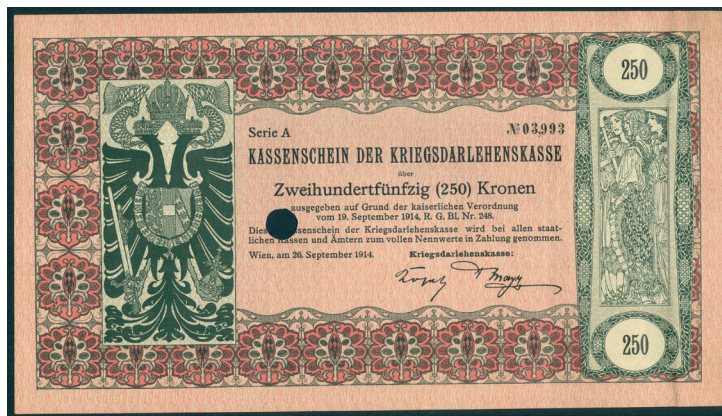 250
Serie A
№ 03,993
KASSENSCHEIN DER KRIEGSDARLEHENSKASSE
über
Zweihundertfünfzig (250) Kronen
ausgegeben auf Grund der kaiserlichen Verordnung
vom 19. September 1914, R. G. Bl. Nr. 248.
senschein der Kriegsdarlehenskasse wird bei allen staat-
lichen Kassen und Ämtern zum vollen Nennwerte in Zahlung genommen.
Wien, am 26. September 1914.
Kriegsdarlehenskasse:
250